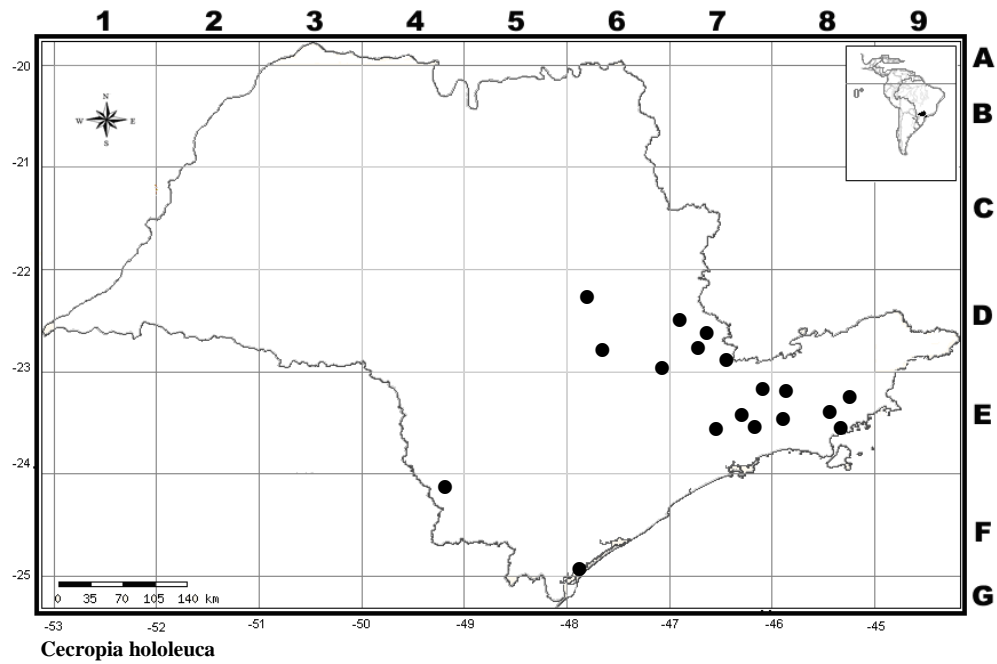 1 2 3 4 5 6 7 8 9
A
-20
0°
B
N
W E
S
-21
C
-22
D
-23
E
-24
F
-25
G
0 35 70 105 140 km
-53 -52 -51 -50 -49 -48 -47 -46 -45
Cecropia hololeuca